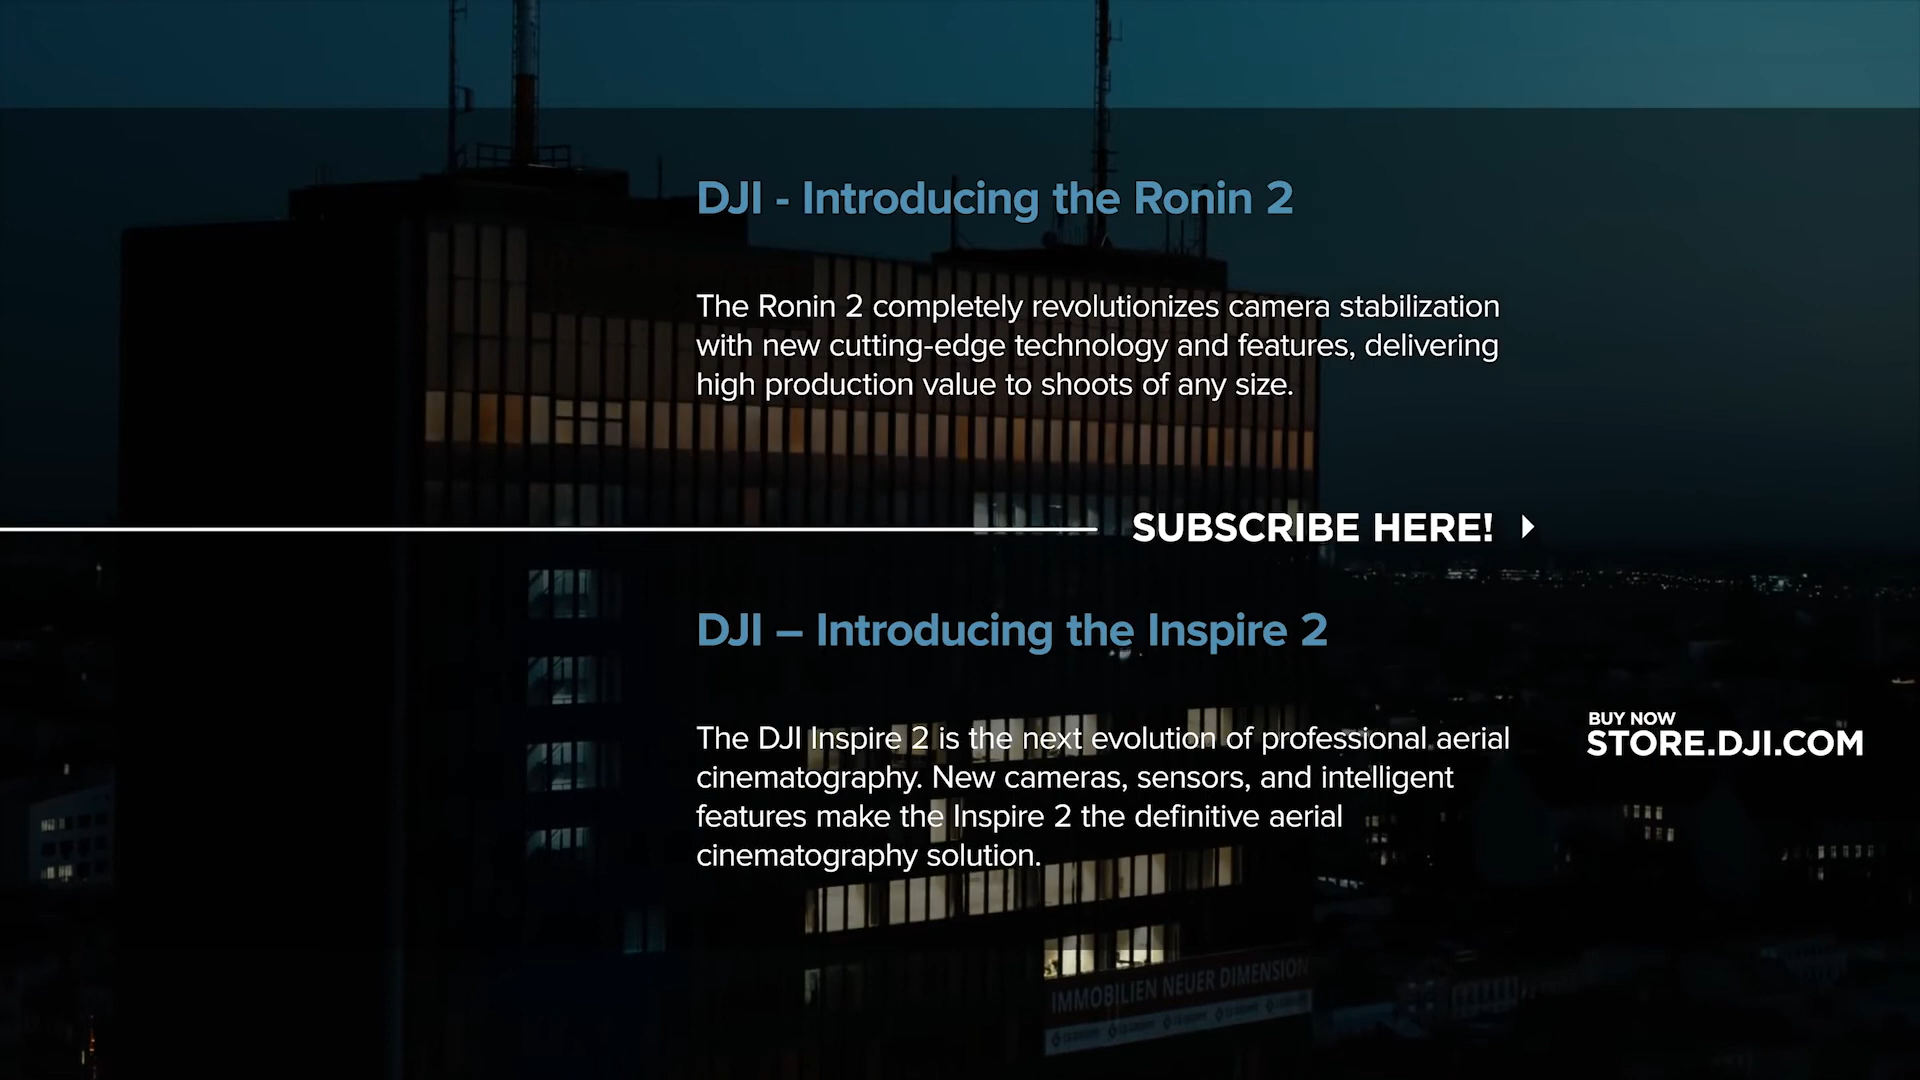 DJI - Introducing the Ronin 2
The Ronin 2 completely revolutionizes camera stabilization
with new cutting-edge technology and features, delivering
high production value to shoots of any size.
SUBSCRIBE HERE!
DJI – Introducing the Inspire 2
The DJI Inspire 2 is the next evolution of professional aerial
cinematography. New cameras, sensors, and intelligent
features make the Inspire 2 the definitive aerial
cinematography solution.
BUY NOW
STORE.DJI.COM
IMMOBILIEN NEUER DIMENSION